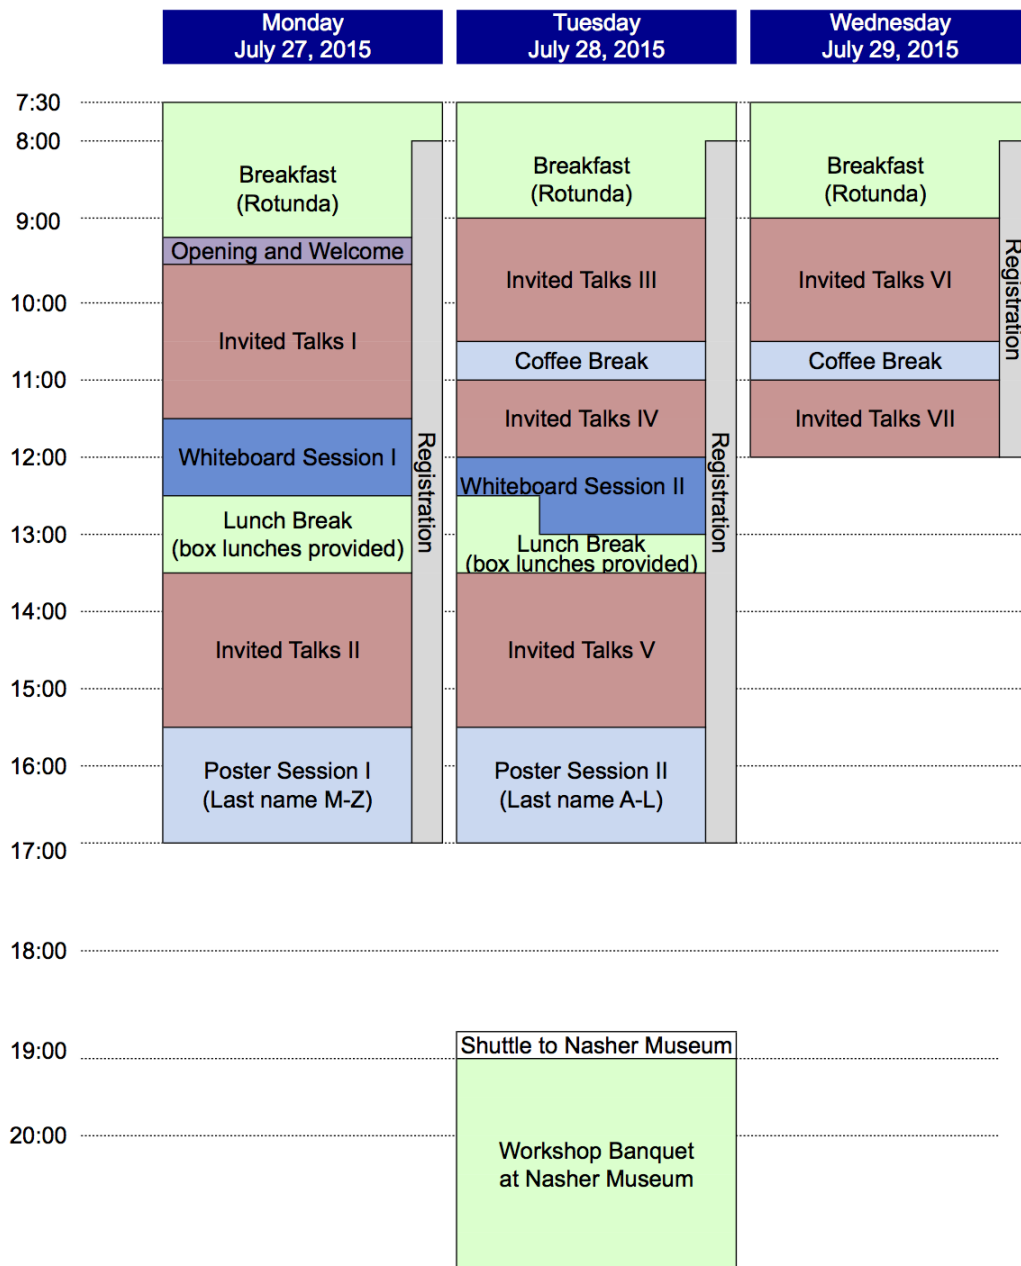 Monday
July 27, 2015
Tuesday
July 28, 2015
Wednesday
July 29, 2015
7:30
8:00
9:00
10:00
11:00
12:00
13:00
14:00
15:00
16:00
17:00
18:00
19:00
20:00
Breakfast
(Rotunda)
Opening and Welcome
Invited Talks I
Whiteboard Session I
Lunch Break
(box lunches provided)
Invited Talks II
Poster Session I
(Last name M-Z)
Registration
Breakfast
(Rotunda)
Invited Talks III
Coffee Break
Invited Talks IV
Whiteboard Session II
Lunch Break
(box lunches provided)
Invited Talks V
Poster Session II
(Last name A-L)
Registration
Shuttle to Nasher Museum
Workshop Banquet
at Nasher Museum
Breakfast
(Rotunda)
Invited Talks VI
Coffee Break
Invited Talks VII
Registration